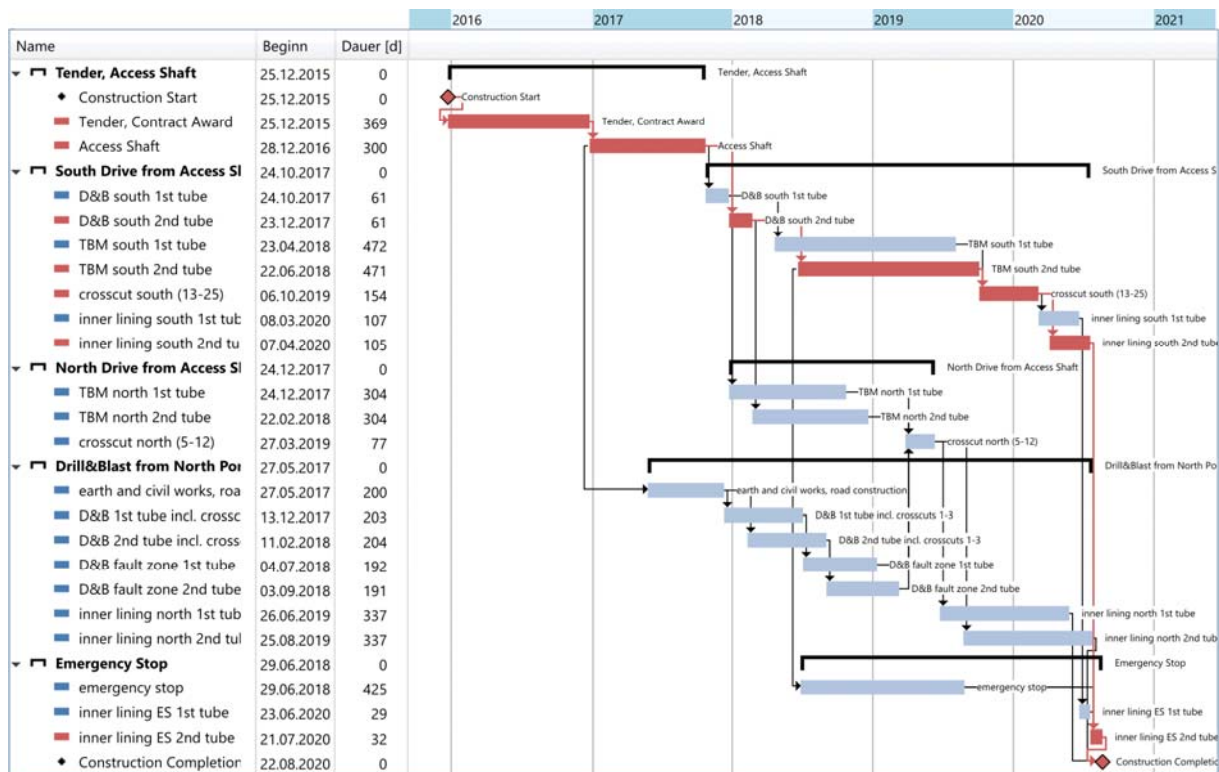 2016 2017 2018 2019 2020 2021
Name Beginn Dauer [d]
Tender, Access Shaft 25.12.2015 0 Tender, Access Shaft
Construction Start 25.12.2015 0 Construction Start
Tender, Contract Award 25.12.2015 369 Tender, Contract Award
Access Shaft 28.12.2016 300 Access Shaft
South Drive from Access Sl 24.10.2017 0 South Drive from Access S
D&B south 1st tube 24.10.2017 61 D&B south 1st tube
D&B south 2nd tube 23.12.2017 61 D&B south 2nd tube
TBM south 1st tube 23.04.2018 472 TBM south 1st tube
TBM south 2nd tube 22.06.2018 471 TBM south 2nd tube
crosscut south (13-25) 06.10.2019 154 crosscut south (13-25)
inner lining south 1st tub 08.03.2020 107 inner lining south 1st tube
inner lining south 2nd tu 07.04.2020 105 inner lining south 2nd tube
North Drive from Access Sl 24.12.2017 0 North Drive from Access Shaft
TBM north 1st tube 24.12.2017 304 TBM north 1st tube
TBM north 2nd tube 22.02.2018 304 TBM north 2nd tube
crosscut north (5-12) 27.03.2019 77 crosscut north (5-12)
Drill&Blast from North Por 27.05.2017 0 Drill&Blast from North Po
earth and civil works, roa 27.05.2017 200 earth and civil works, road construction
D&B 1st tube incl. crossc 13.12.2017 203 D&B 1st tube incl. crosscuts 1-3
D&B 2nd tube incl. cross 11.02.2018 204 D&B 2nd tube incl. crosscuts 1-3
D&B fault zone 1st tube 04.07.2018 192 D&B fault zone 1st tube
D&B fault zone 2nd tube 03.09.2018 191 D&B fault zone 2nd tube
inner lining north 1st tub 26.06.2019 337 inner lining north 1st tube
inner lining north 2nd tul 25.08.2019 337 inner lining north 2nd tub
Emergency Stop 29.06.2018 0 Emergency Stop
emergency stop 29.06.2018 425 emergency stop
inner lining ES 1st tube 23.06.2020 29 inner lining ES 1st tube
inner lining ES 2nd tube 21.07.2020 32 inner lining ES 2nd tube
Construction Completion 22.08.2020 0 Construction Completic